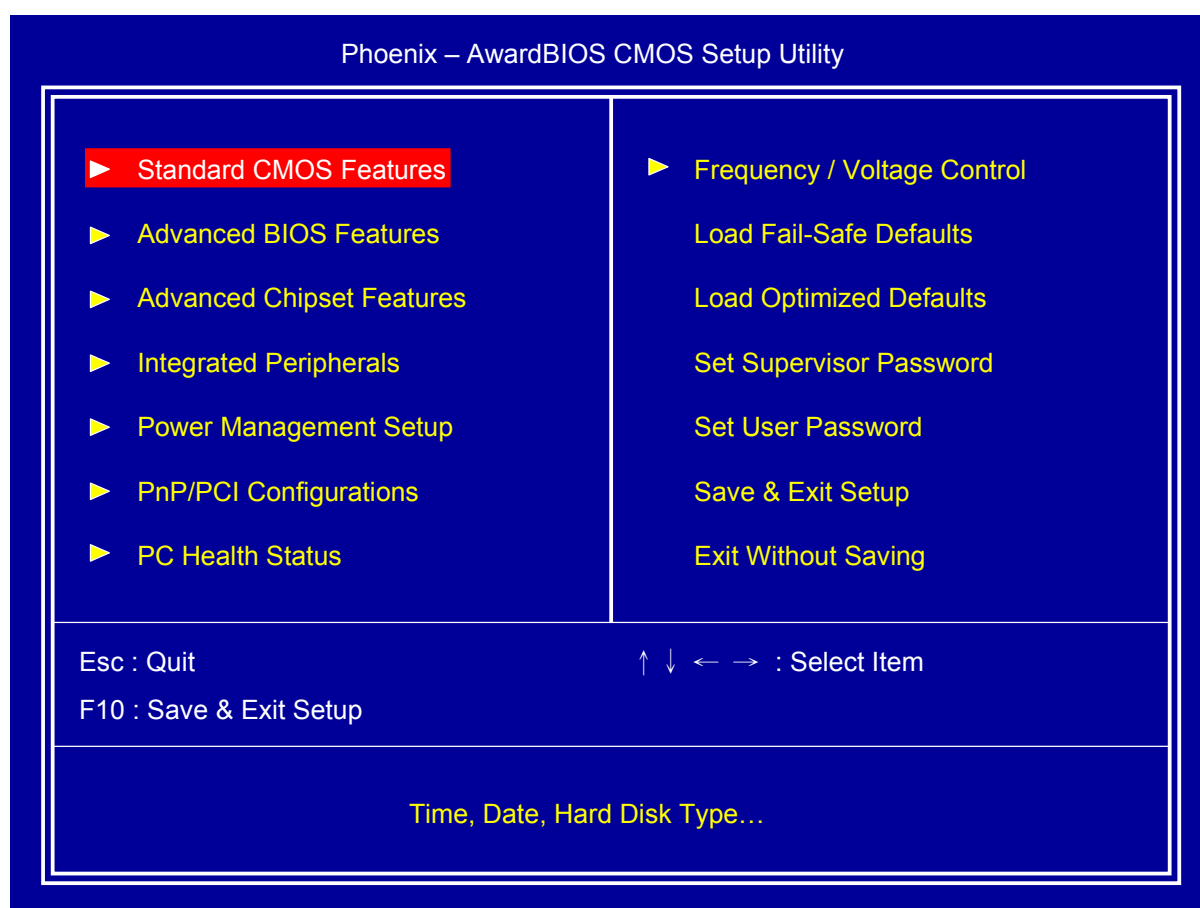 Phoenix – AwardBIOS CMOS Setup Utility
Standard CMOS Features
Advanced BIOS Features
Advanced Chipset Features
Integrated Peripherals
Power Management Setup
PnP/PCI Configurations
PC Health Status
Frequency / Voltage Control
Load Fail-Safe Defaults
Load Optimized Defaults
Set Supervisor Password
Set User Password
Save & Exit Setup
Exit Without Saving
Esc : Quit
F10 : Save & Exit Setup
↑ ↓ ← → : Select Item
Time, Date, Hard Disk Type…